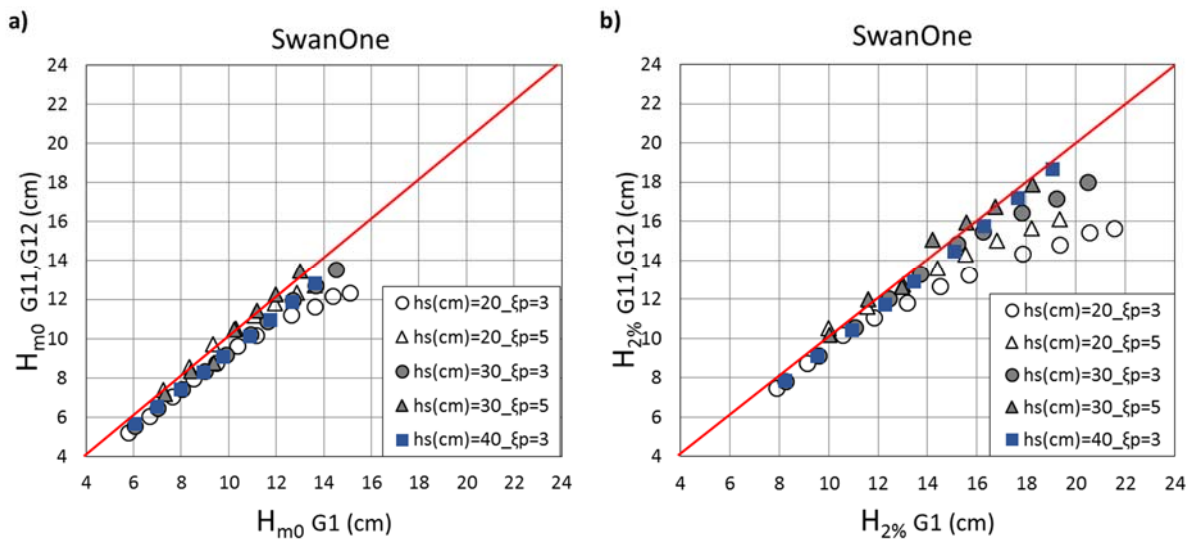 a)
SwanOne
24
22
20
18
16
14
12
10
8
6
4
H_m0 G11,G12 (cm)
4 6 8 10 12 14 16 18 20 22 24
H_m0 G1 (cm)
hs(cm)=20_ξp=3
hs(cm)=20_ξp=5
hs(cm)=30_ξp=3
hs(cm)=30_ξp=5
hs(cm)=40_ξp=3
b)
SwanOne
24
22
20
18
16
14
12
10
8
6
4
H_2% G11,G12 (cm)
4 6 8 10 12 14 16 18 20 22 24
H_2% G1 (cm)
hs(cm)=20_ξp=3
hs(cm)=20_ξp=5
hs(cm)=30_ξp=3
hs(cm)=30_ξp=5
hs(cm)=40_ξp=3